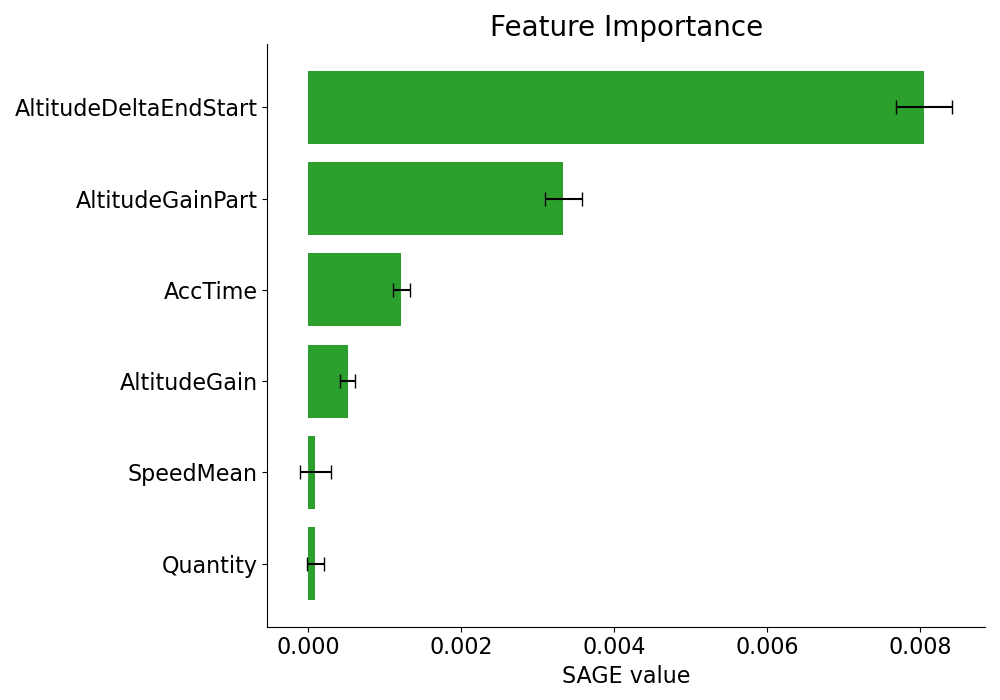 Feature Importance
AltitudeDeltaEndStart
AltitudeGainPart
AccTime
AltitudeGain
SpeedMean
Quantity
0.000 0.002 0.004 0.006 0.008
SAGE value